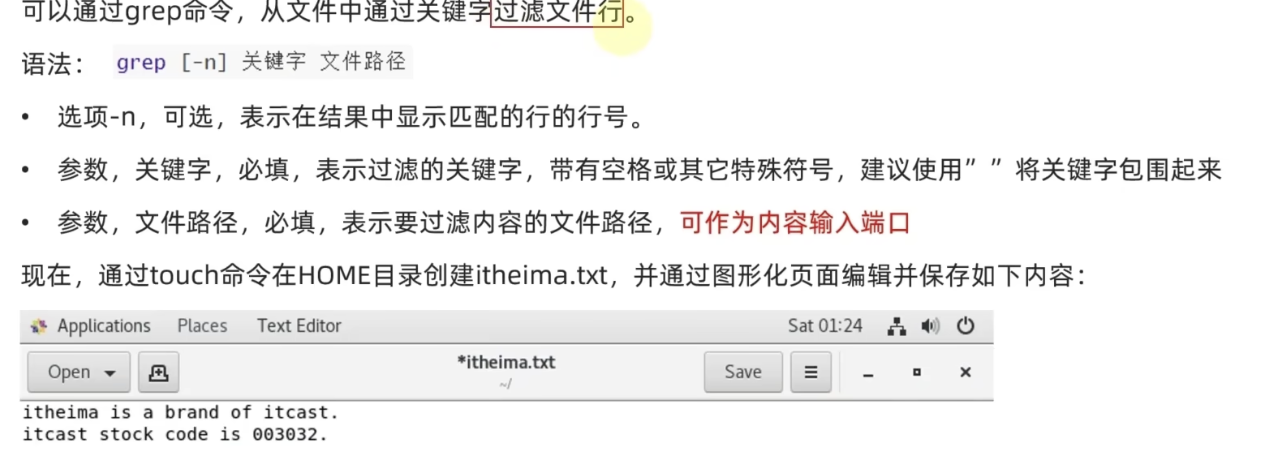 可以通过grep命令，从文件中通过关键字过滤文件行。
语法： grep [-n] 关键字 文件路径
• 选项-n，可选，表示在结果中显示匹配的行的行号。
• 参数，关键字，必填，表示过滤的关键字，带有空格或其它特殊符号，建议使用” ”将关键字包围起来
• 参数，文件路径，必填，表示要过滤内容的文件路径，可作为内容输入端口
现在，通过touch命令在HOME目录创建itheima.txt，并通过图形化页面编辑并保存如下内容：
Applications Places Text Editor Sat 01:24
Open *itheima.txt Save
~/
itheima is a brand of itcast.
itcast stock code is 003032.